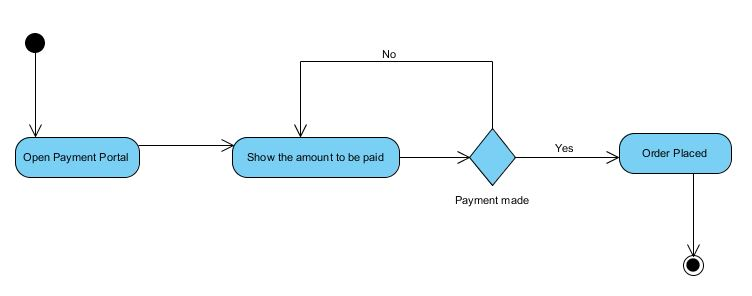 No
Open Payment Portal
Show the amount to be paid
Yes
Order Placed
Payment made